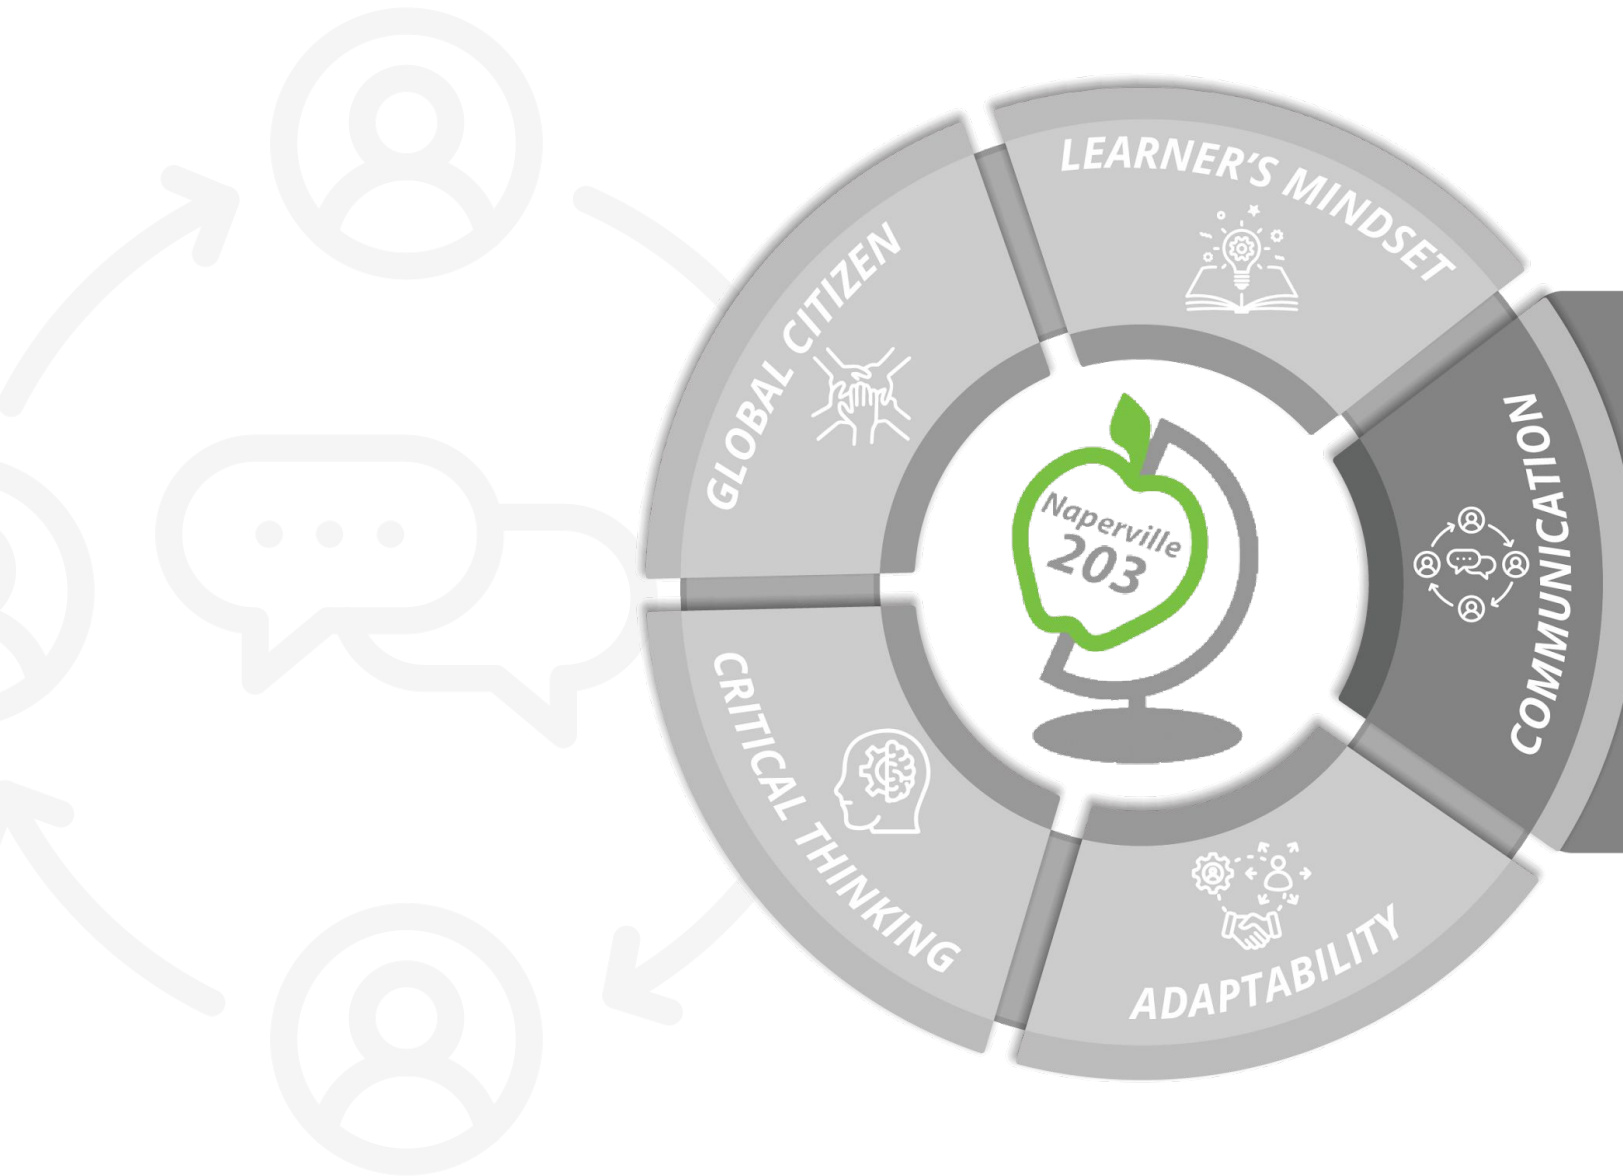 LEARNER'S MINDSET
GLOBAL CITIZEN
COMMUNICATION
Naperville
203
CRITICAL THINKING
ADAPTABILITY